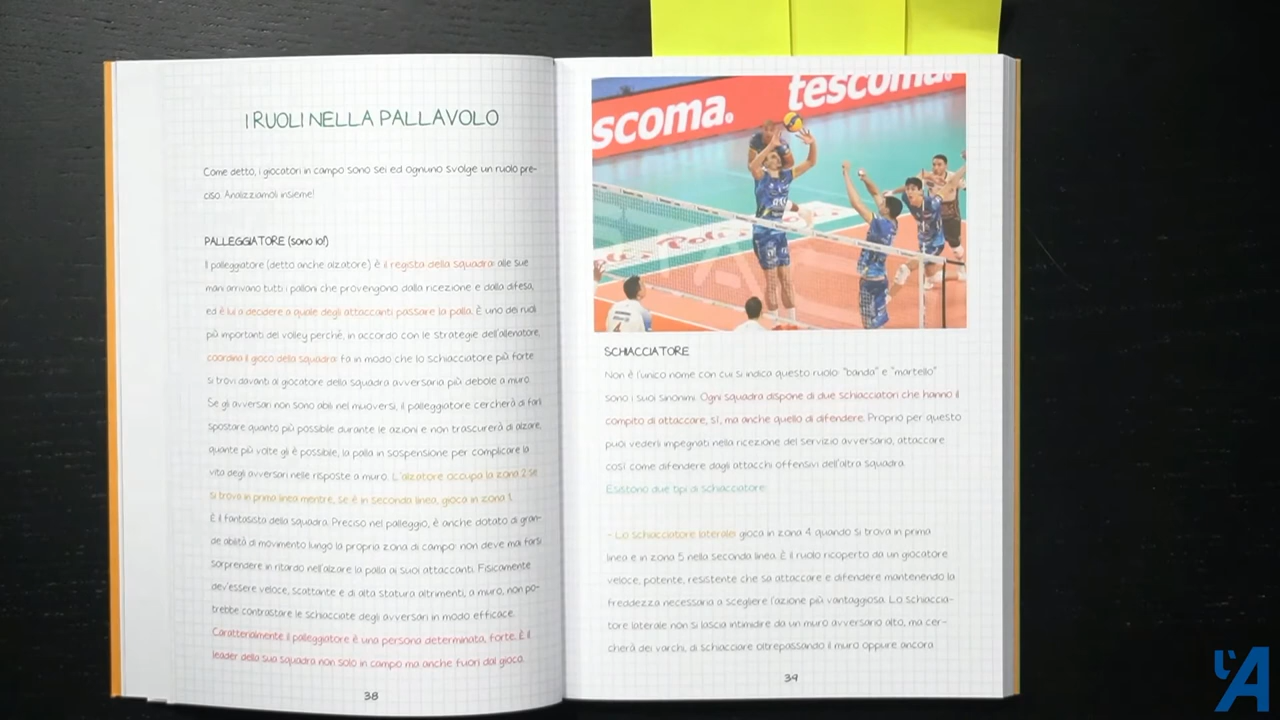 I RUOLI NELLA PALLAVOLO
Come detto, i giocatori in campo sono sei ed ognuno svolge un ruolo pre-
ciso. Analizziamoli insieme!
PALLEGGIATORE (sono io!)
Il palleggiatore (detto anche alzatore) è il regista della squadra: alle sue
mani arrivano tutti i palloni che provengono dalla ricezione e dalla difesa,
ed è lui a decidere a quale degli attaccanti passare la palla. È uno dei ruoli
più importanti del volley perché, in accordo con le strategie dell'allenatore,
coordina il gioco della squadra: fa in modo che lo schiacciatore più forte
si trovi davanti al giocatore della squadra avversaria più debole a muro.
Se gli avversari non sono abili nel muoversi, il palleggiatore cercherà di farli
spostare quanto più possibile durante le azioni e non trascurerà di alzare,
quante più volte gli è possibile, la palla in sospensione per complicare la
vita degli avversari nelle risposte a muro. L'alzatore occupa la zona 2 se
si trova in prima linea mentre, se è in seconda linea, gioca in zona 1.
È il fantasista della squadra. Preciso nel palleggio, è anche dotato di gran-
de abilità di movimento lungo la propria zona di campo: non deve mai farsi
sorprendere in ritardo nell'alzare la palla ai suoi attaccanti. Fisicamente
dev'essere veloce, scattante e di alta statura altrimenti, a muro, non po-
trebbe contrastare le schiacciate degli avversari in modo efficace.
Caratterialmente il palleggiatore è una persona determinata, forte. È il
leader della sua squadra non solo in campo ma anche fuori dal gioco.
38
scoma. tescoma.
SCHIACCIATORE
Non è l'unico nome con cui si indica questo ruolo: "banda" e "martello"
sono i suoi sinonimi. Ogni squadra dispone di due schiacciatori che hanno il
compito di attaccare, sì, ma anche quello di difendere. Proprio per questo
puoi vederli impegnati nella ricezione del servizio avversario, attaccare
così come difendere dagli attacchi offensivi dell'altra squadra.
Esistono due tipi di schiacciatore:
- Lo schiacciatore laterale: gioca in zona 4 quando si trova in prima
linea e in zona 5 nella seconda linea. È il ruolo ricoperto da un giocatore
veloce, potente, resistente che sa attaccare e difendere mantenendo la
freddezza necessaria a scegliere l'azione più vantaggiosa. Lo schiaccia-
tore laterale non si lascia intimidire da un muro avversario alto, ma cer-
cherà dei varchi, di schiacciare oltrepassando il muro oppure ancora
39
L'A